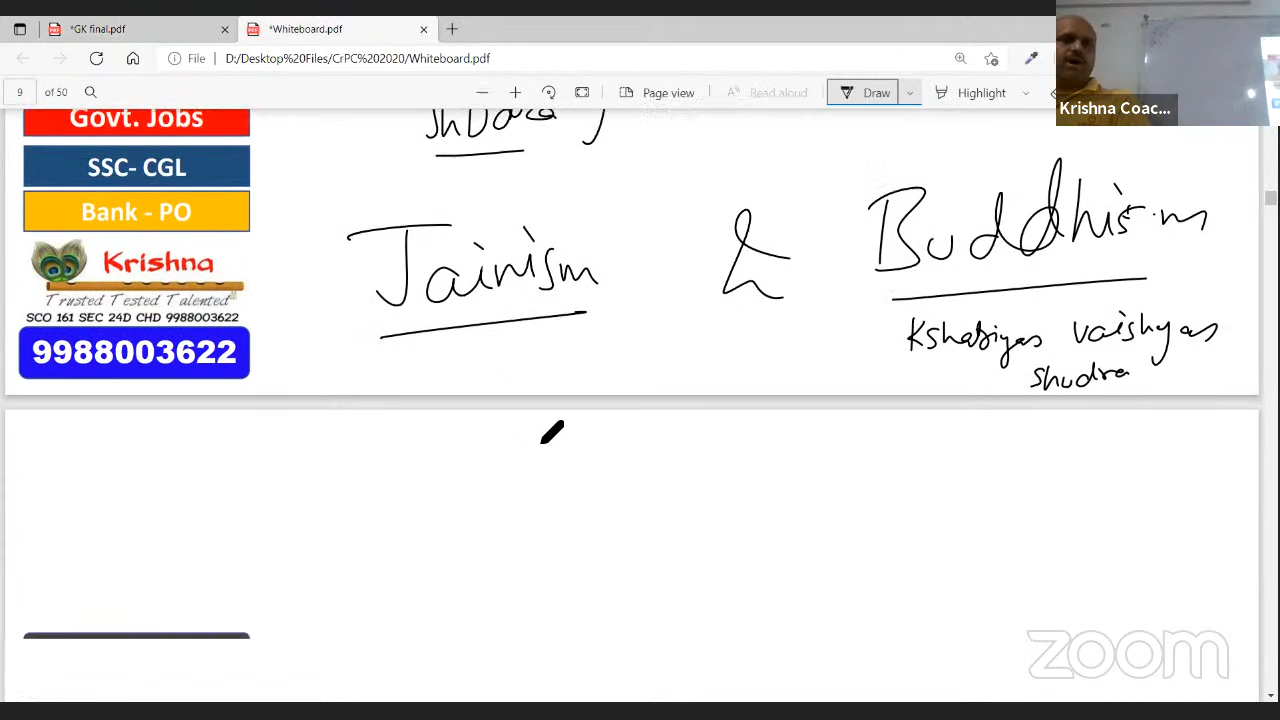 *GK final.pdf
*Whiteboard.pdf
File D:/Desktop%20Files/CrPC%202020/Whiteboard.pdf
9 of 50 Page view Read aloud Draw Highlight
Krishna Coac...
Govt. Jobs
SSC- CGL
Bank - PO
Krishna
Trusted Tested Talented
SCO 161 SEC 24D CHD 9988003622
9988003622
Jainism & Buddhism
Kshatriyas Vaishyas
Shudra
zoom